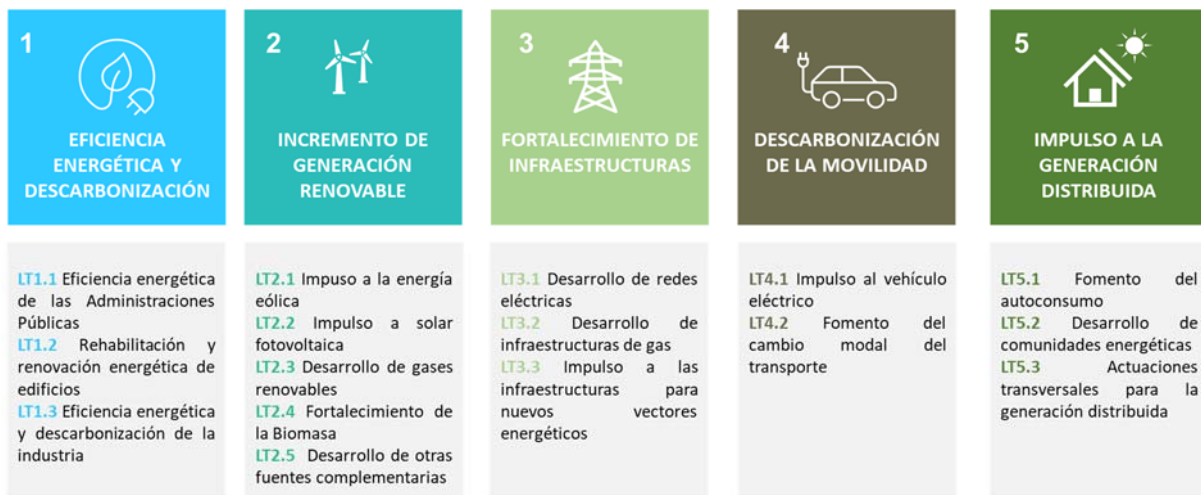 1
EFICIENCIA
ENERGÉTICA Y
DESCARBONIZACIÓN
LT1.1 Eficiencia energética
de las Administraciones
Públicas
LT1.2 Rehabilitación y
renovación energética de
edificios
LT1.3 Eficiencia energética
y descarbonización de la
industria
2
INCREMENTO DE
GENERACIÓN
RENOVABLE
LT2.1 Impuso a la energía
eólica
LT2.2 Impulso a solar
fotovoltaica
LT2.3 Desarrollo de gases
renovables
LT2.4 Fortalecimiento de
la Biomasa
LT2.5 Desarrollo de otras
fuentes complementarias
3
FORTALECIMIENTO DE
INFRAESTRUCTURAS
LT3.1 Desarrollo de redes
eléctricas
LT3.2 Desarrollo de
infraestructuras de gas
LT3.3 Impulso a las
infraestructuras para
nuevos vectores
energéticos
4
DESCARBONIZACIÓN
DE LA MOVILIDAD
LT4.1 Impulso al vehículo
eléctrico
LT4.2 Fomento del
cambio modal del
transporte
5
IMPULSO A LA
GENERACIÓN
DISTRIBUIDA
LT5.1 Fomento del
autoconsumo
LT5.2 Desarrollo de
comunidades energéticas
LT5.3 Actuaciones
transversales para la
generación distribuida